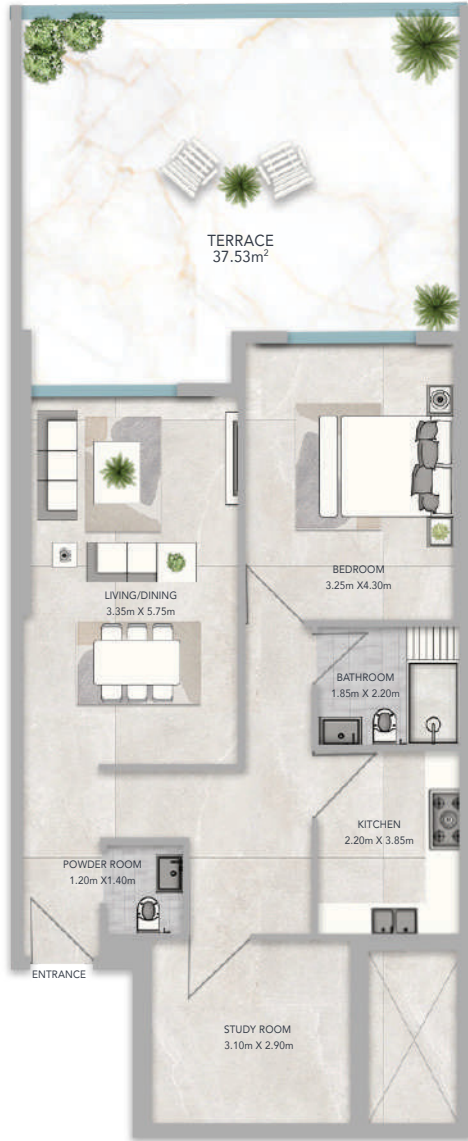 TERRACE
37.53m²
BEDROOM
3.25m X4.30m
LIVING/DINING
3.35m X 5.75m
BATHROOM
1.85m X 2.20m
KITCHEN
2.20m X 3.85m
POWDER ROOM
1.20m X1.40m
ENTRANCE
STUDY ROOM
3.10m X 2.90m